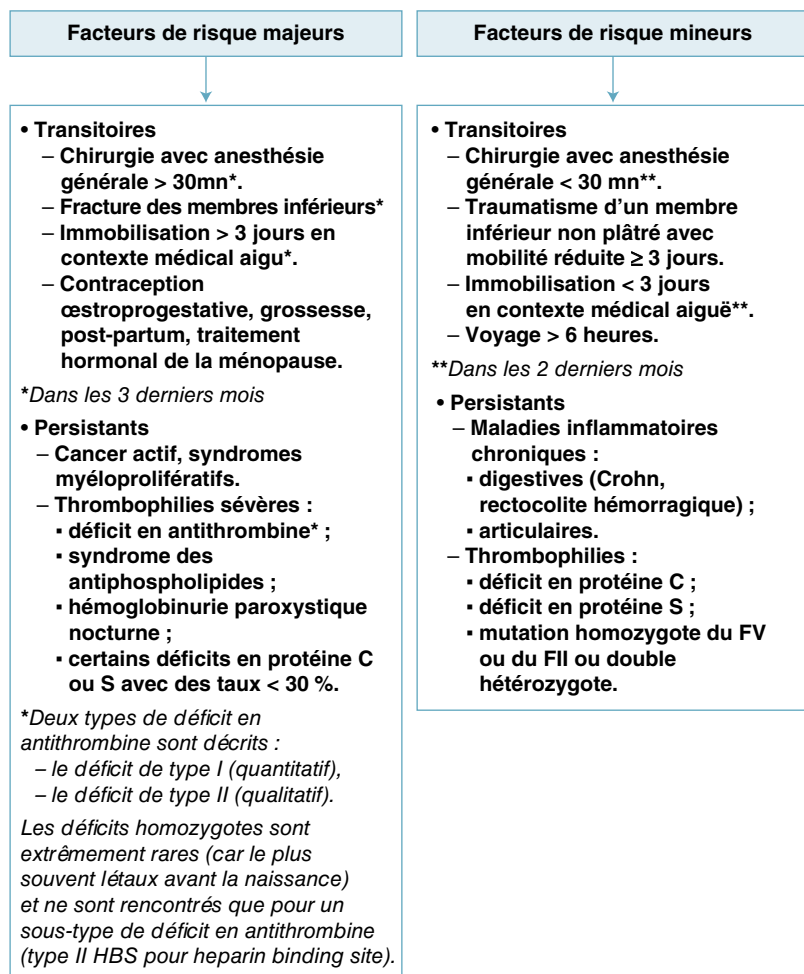 Facteurs de risque majeurs
• Transitoires
– Chirurgie avec anesthésie
générale > 30mn*.
– Fracture des membres inférieurs*
– Immobilisation > 3 jours en
contexte médical aigu*.
– Contraception
œstroprogestative, grossesse,
post-partum, traitement
hormonal de la ménopause.
*Dans les 3 derniers mois
• Persistants
– Cancer actif, syndromes
myéloprolifératifs.
– Thrombophilies sévères :
▪ déficit en antithrombine* ;
▪ syndrome des
antiphospholipides ;
▪ hémoglobinurie paroxystique
nocturne ;
▪ certains déficits en protéine C
ou S avec des taux < 30 %.
*Deux types de déficit en
antithrombine sont décrits :
– le déficit de type I (quantitatif),
– le déficit de type II (qualitatif).
Les déficits homozygotes sont
extrêmement rares (car le plus
souvent létaux avant la naissance)
et ne sont rencontrés que pour un
sous-type de déficit en antithrombine
(type II HBS pour heparin binding site).
Facteurs de risque mineurs
• Transitoires
– Chirurgie avec anesthésie
générale < 30 mn**.
– Traumatisme d'un membre
inférieur non plâtré avec
mobilité réduite ≥ 3 jours.
– Immobilisation < 3 jours
en contexte médical aiguë**.
– Voyage > 6 heures.
**Dans les 2 derniers mois
• Persistants
– Maladies inflammatoires
chroniques :
▪ digestives (Crohn,
rectocolite hémorragique) ;
▪ articulaires.
– Thrombophilies :
▪ déficit en protéine C ;
▪ déficit en protéine S ;
▪ mutation homozygote du FV
ou du FII ou double
hétérozygote.